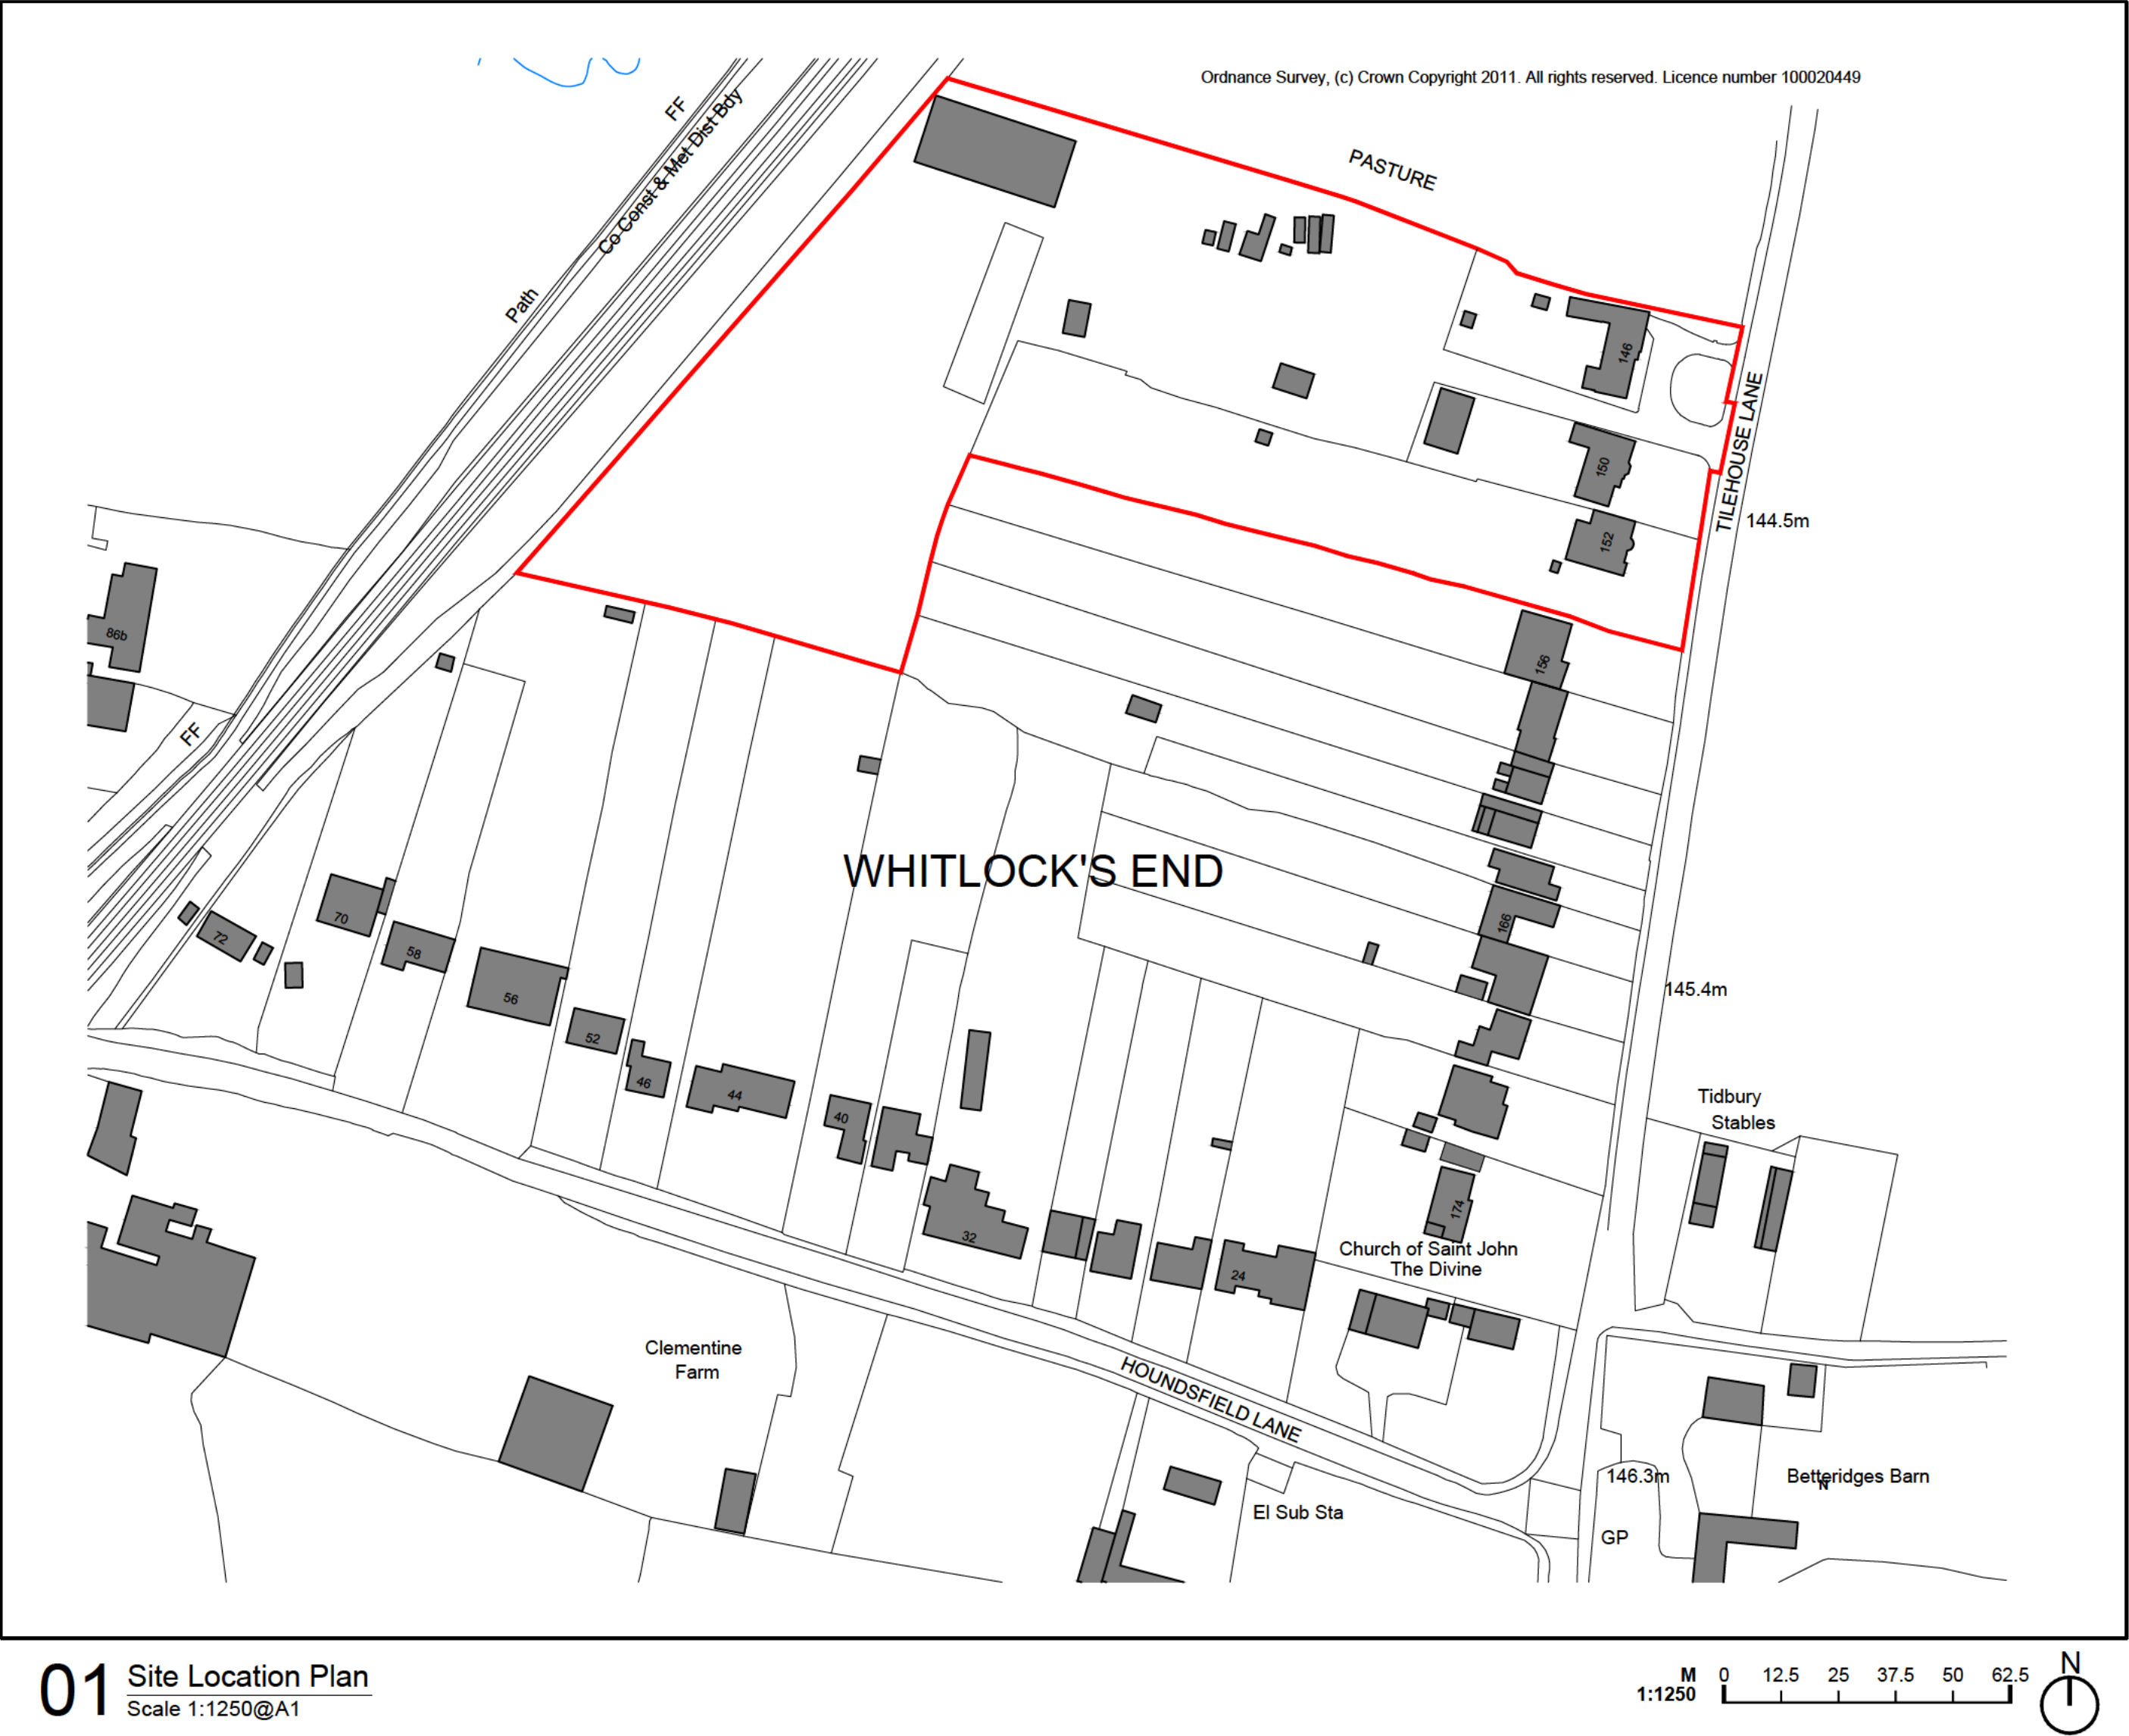 Ordnance Survey, (c) Crown Copyright 2011. All rights reserved. Licence number 100020449
FF
Co Const & Met Dist Bdy
PASTURE
Path
146
TILEHOUSE LANE
150
144.5m
152
86b
156
FF
WHITLOCK'S END
70
72
58
166
56
145.4m
52
46
44
40
Tidbury
Stables
174
32
Church of Saint John
The Divine
24
Clementine
Farm
HOUNDSFIELD LANE
146.3m
Betteridges Barn
N
El Sub Sta
GP
01
Site Location Plan
Scale 1:1250@A1
M
1:1250
0 12.5 25 37.5 50 62.5
N